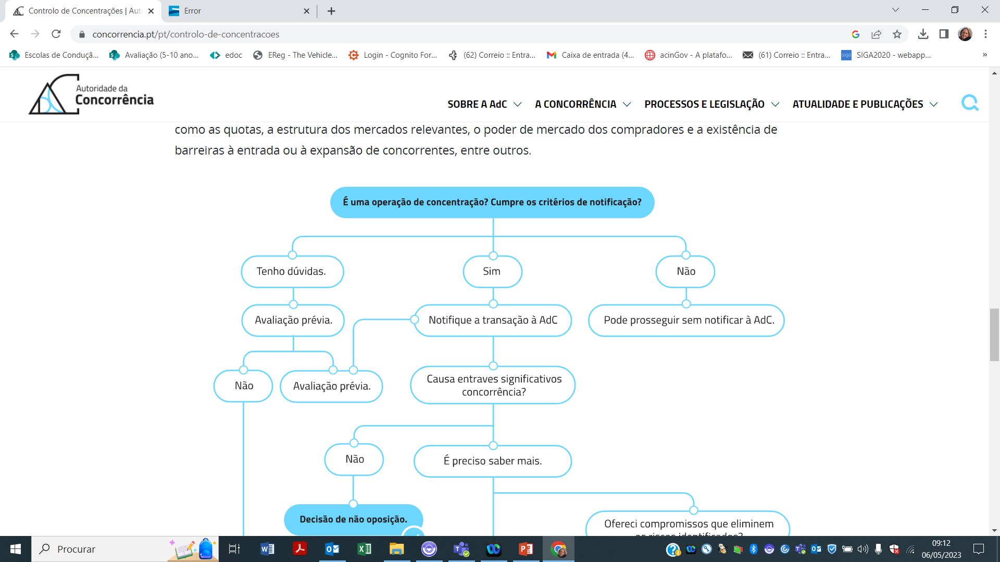 Controlo de Concentrações | Aut
Error
concorrencia.pt/pt/controlo-de-concentracoes
Escolas de Conduçã...
Avaliação (5-10 ano...
edoc
EReg - The Vehicle...
Login - Cognito For...
(62) Correio :: Entra...
Caixa de entrada (4...
acinGov - A platafo...
(61) Correio :: Entra...
siga
SIGA2020 - webapp...
»
Autoridade da
Concorrência
SOBRE A AdC
A CONCORRÊNCIA
PROCESSOS E LEGISLAÇÃO
ATUALIDADE E PUBLICAÇÕES
como as quotas, a estrutura dos mercados relevantes, o poder de mercado dos compradores e a existência de
barreiras à entrada ou à expansão de concorrentes, entre outros.
É uma operação de concentração? Cumpre os critérios de notificação?
Tenho dúvidas.
Sim
Não
Avaliação prévia.
Notifique a transação à AdC
Pode prosseguir sem notificar à AdC.
Não
Avaliação prévia.
Causa entraves significativos
concorrência?
Não
É preciso saber mais.
Decisão de não oposição.
Ofereci compromissos que eliminem
os riscos identificados?
Procurar
09:12
06/05/2023